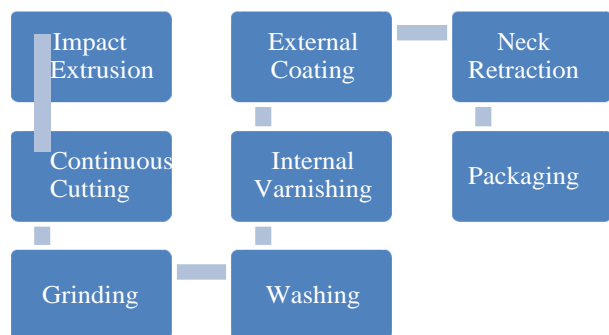 Impact
Extrusion
Continuous
Cutting
Grinding
Washing
Internal
Varnishing
External
Coating
Neck
Retraction
Packaging